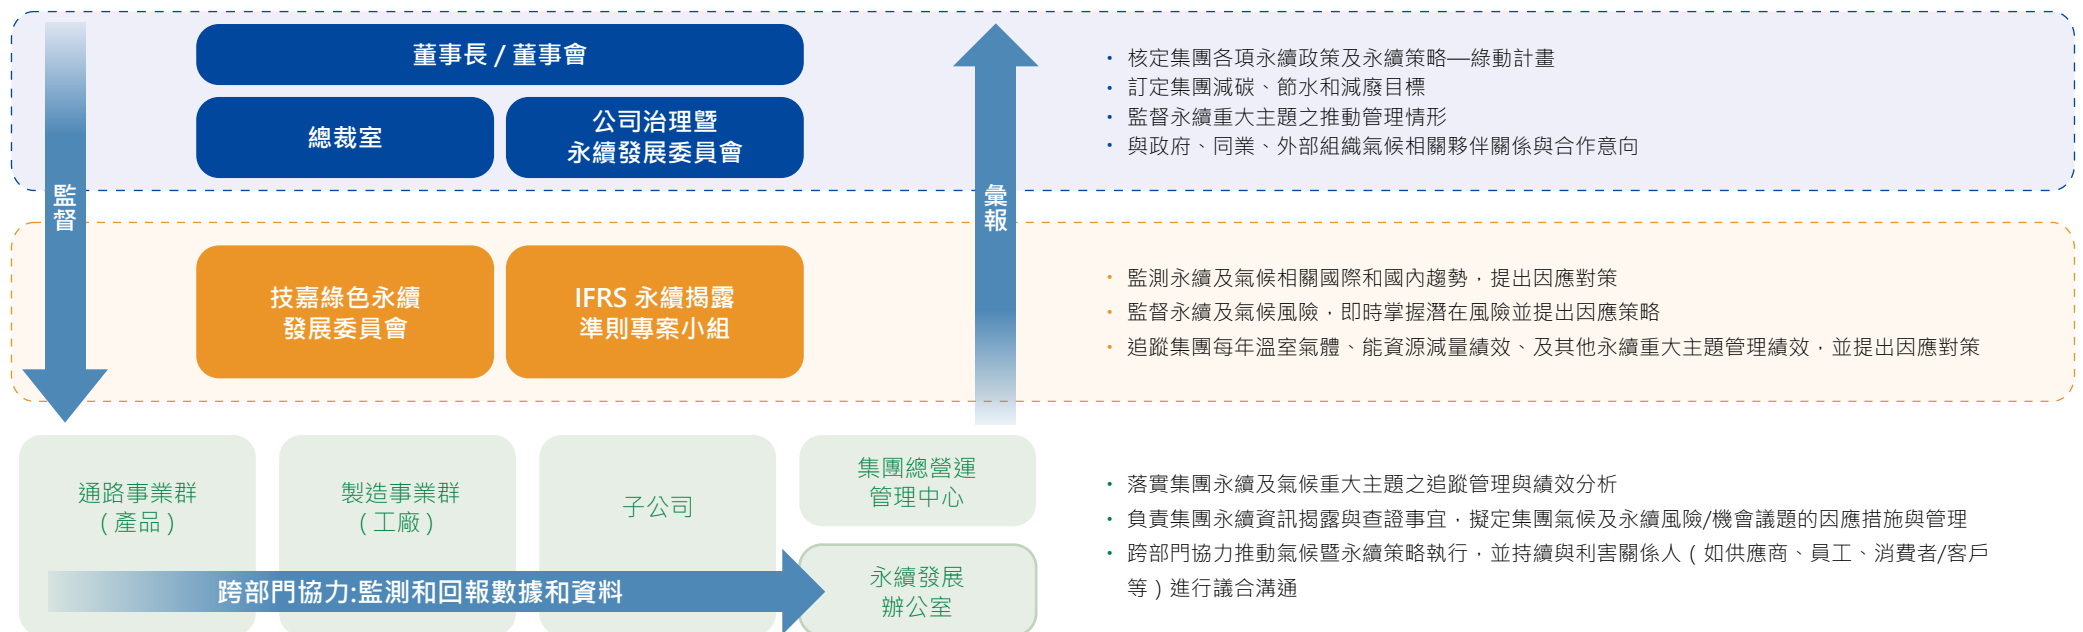 董事長 / 董事會
總裁室
公司治理暨
永續發展委員會
監督
彙報
• 核定集團各項永續政策及永續策略—綠動計畫
• 訂定集團減碳、節水和減廢目標
• 監督永續重大主題之推動管理情形
• 與政府、同業、外部組織氣候相關夥伴關係與合作意向
技嘉綠色永續
發展委員會
IFRS 永續揭露
準則專案小組
• 監測永續及氣候相關國際和國內趨勢，提出因應對策
• 監督永續及氣候風險，即時掌握潛在風險並提出因應策略
• 追蹤集團每年溫室氣體、能資源減量績效、及其他永續重大主題管理績效，並提出因應對策
通路事業群
( 產品 )
製造事業群
( 工廠 )
子公司
集團總營運
管理中心
永續發展
辦公室
跨部門協力:監測和回報數據和資料
• 落實集團永續及氣候重大主題之追蹤管理與績效分析
• 負責集團永續資訊揭露與查證事宜，擬定集團氣候及永續風險/機會議題的因應措施與管理
• 跨部門協力推動氣候暨永續策略執行，並持續與利害關係人 ( 如供應商、員工、消費者/客戶
等 ) 進行議合溝通